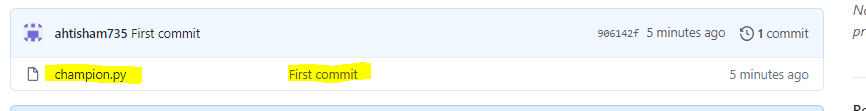 ahtisham735 First commit 906142f 5 minutes ago 1 commit
champion.py First commit 5 minutes ago